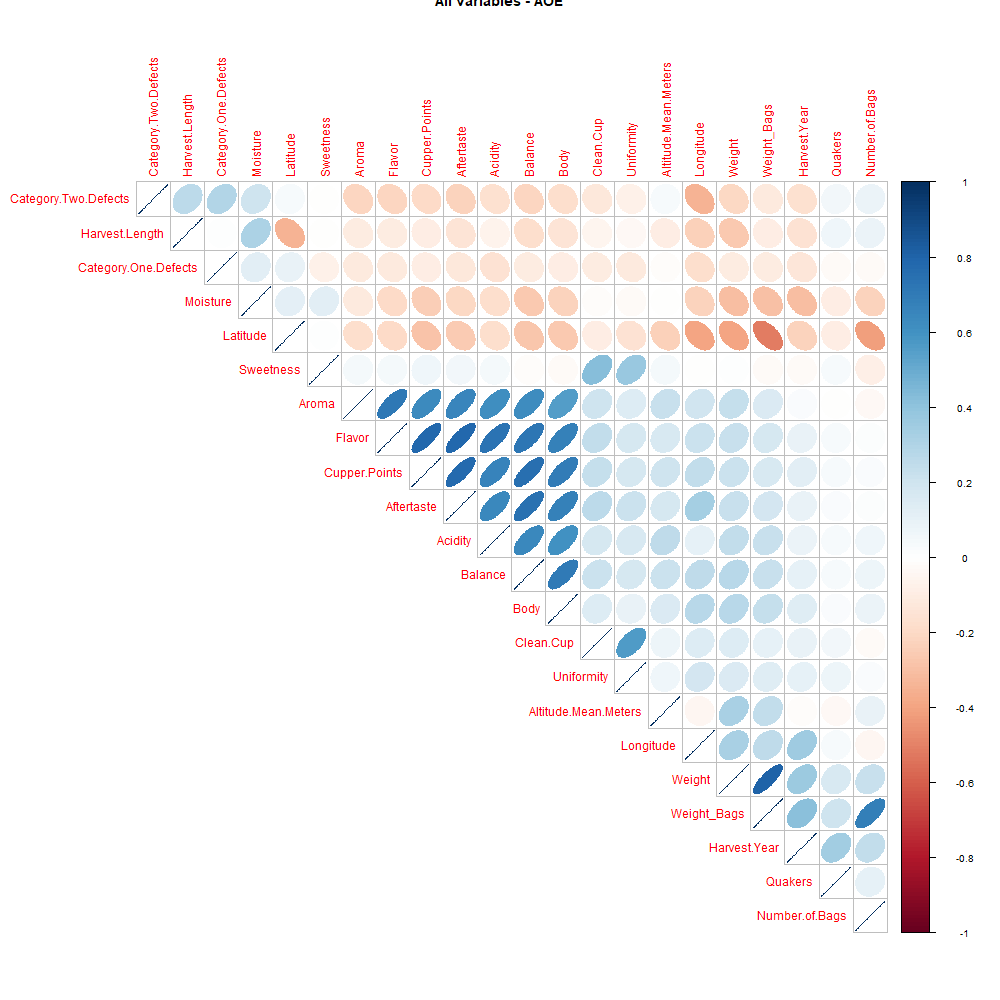 All Variables - AOE
Category.Two.Defects
Harvest.Length
Category.One.Defects
Moisture
Latitude
Sweetness
Aroma
Flavor
Cupper.Points
Aftertaste
Acidity
Balance
Body
Clean.Cup
Uniformity
Altitude.Mean.Meters
Longitude
Weight
Weight_Bags
Harvest.Year
Quakers
Number.of.Bags
Category.Two.Defects
Harvest.Length
Category.One.Defects
Moisture
Latitude
Sweetness
Aroma
Flavor
Cupper.Points
Aftertaste
Acidity
Balance
Body
Clean.Cup
Uniformity
Altitude.Mean.Meters
Longitude
Weight
Weight_Bags
Harvest.Year
Quakers
Number.of.Bags
1
0.8
0.6
0.4
0.2
0
-0.2
-0.4
-0.6
-0.8
-1